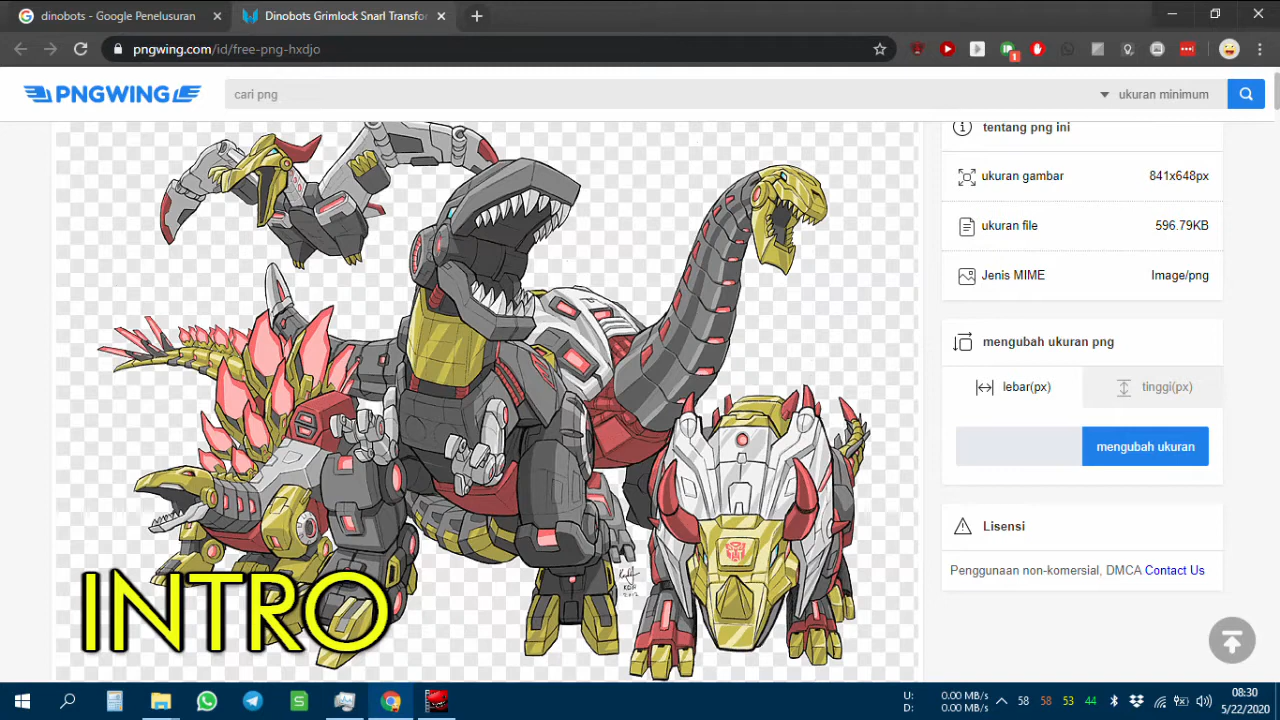 dinobots - Google Penelusuran
Dinobots Grimlock Snarl Transfo
pngwing.com/id/free-png-hxdjo
1
PNGWING
cari png
ukuran minimum
tentang png ini
ukuran gambar 841x648px
ukuran file 596.79KB
Jenis MIME Image/png
mengubah ukuran png
lebar(px) tinggi(px)
mengubah ukuran
Lisensi
Penggunaan non-komersial, DMCA Contact Us
2012
INTRO
U: 0.00 MB/s
D: 0.00 MB/s
58 58 53 44
08:30
5/22/2020